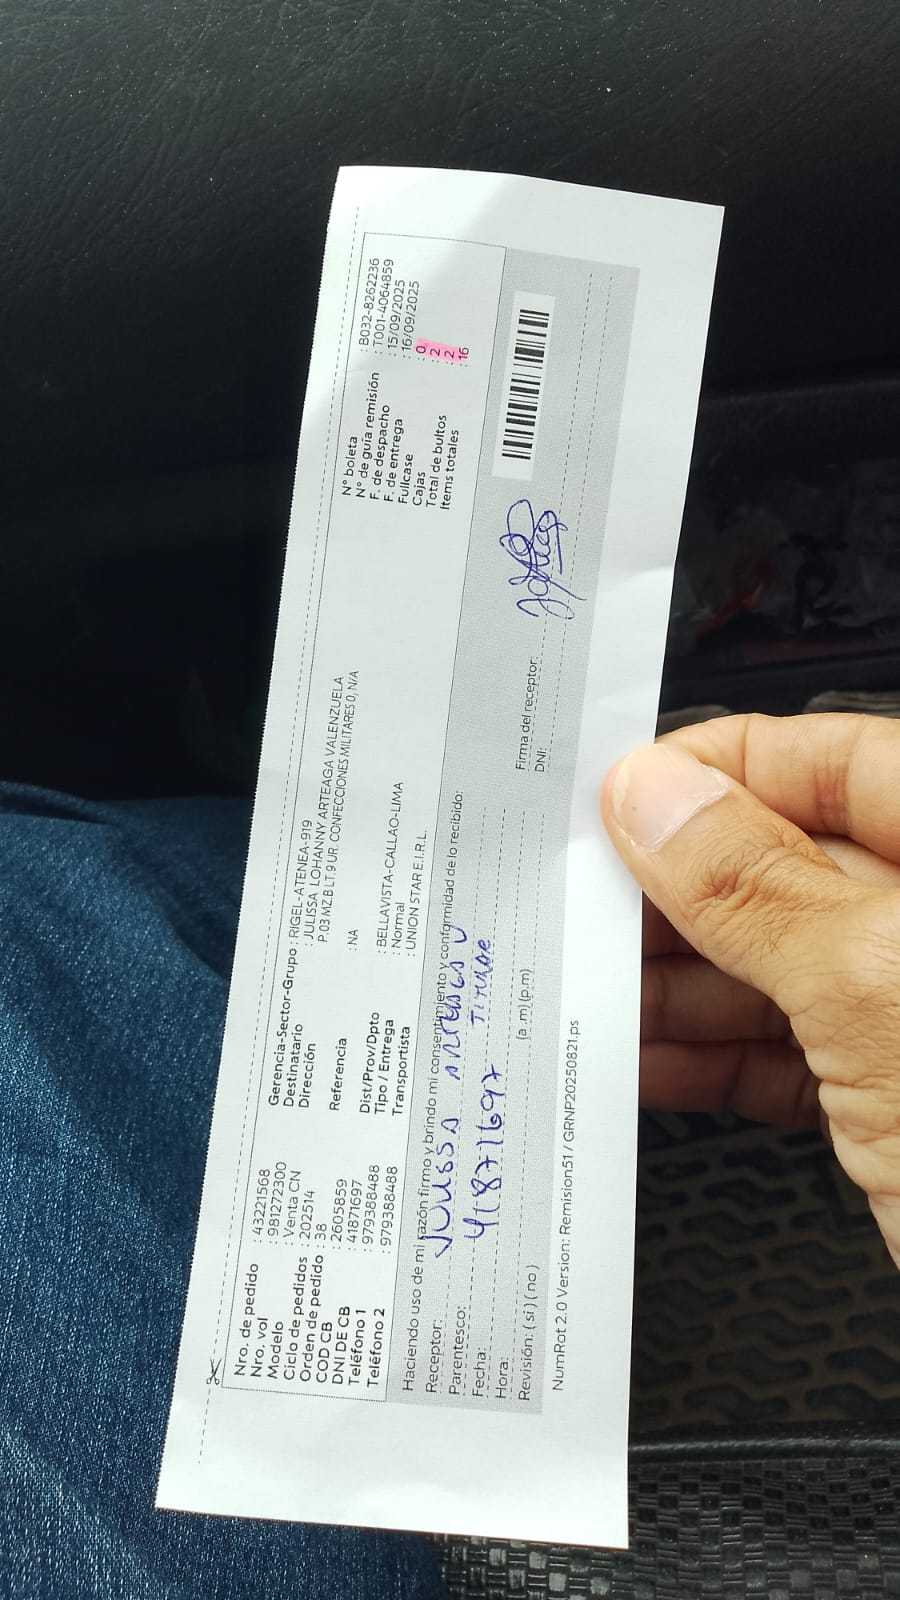 Nro. de pedido : 43221568
Nro. vol : 981272300
Modelo : Venta CN
Ciclo de pedidos : 202514
Orden de pedido : 38
COD CB : 2605859
DNI DE CB : 41871697
Teléfono 1 : 979388488
Teléfono 2 : 979388488
Gerencia-Sector-Grupo : RIGEL-ATENEA-919
Destinatario : JULISSA LOHANNY ARTEAGA VALENZUELA
Dirección P.03 MZ.B LT.9 UR. CONFECCIONES MILITARES 0, N/A
Referencia : NA
Dist/Prov/Dpto : BELLAVISTA-CALLAO-LIMA
Tipo / Entrega : Normal
Transportista : UNION STAR E.I.R.L.
N° boleta : B032-8262236
N° de guía remisión : T001-4064859
F. de despacho : 15/09/2025
F. de entrega : 16/09/2025
Fullcase : 0
Cajas : 2
Total de bultos : 2
Items totales : 16
Haciendo uso de mi razón firmo y brindo mi consentimiento y conformidad de lo recibido:
Receptor: Julissa Arteaga V
Parentesco: 41871697 Titular
Fecha:
Hora: (a .m) (p.m)
Revisión: ( si ) ( no )
Firma del receptor:
DNI:
NumRot 2.0 Version: Remision51 / GRNP20250821.ps